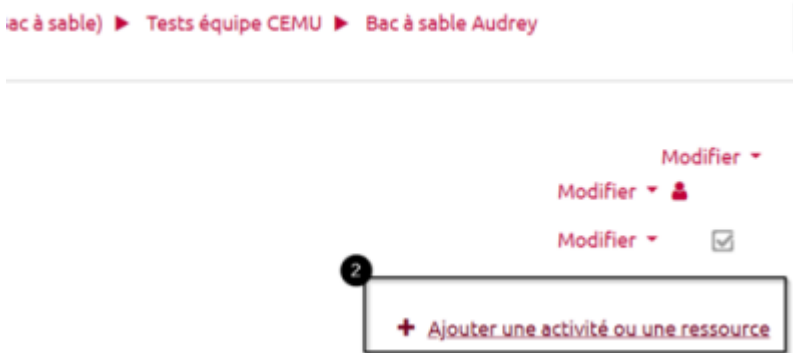 ac à sable) ▶ Tests équipe CEMU ▶ Bac à sable Audrey
Modifier
Modifier
Modifier
2
+ Ajouter une activité ou une ressource